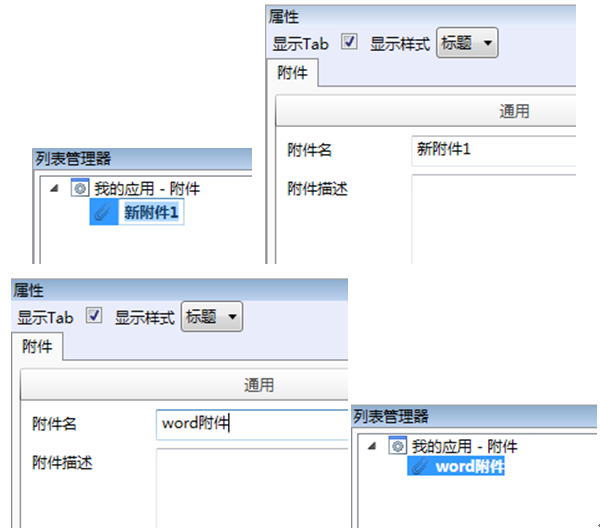 属性
显示Tab 显示样式 标题
附件
通用
附件名 新附件1
附件描述
列表管理器
我的应用 - 附件
新附件1
属性
显示Tab 显示样式 标题
附件
通用
附件名 word附件
附件描述
列表管理器
我的应用 - 附件
word附件